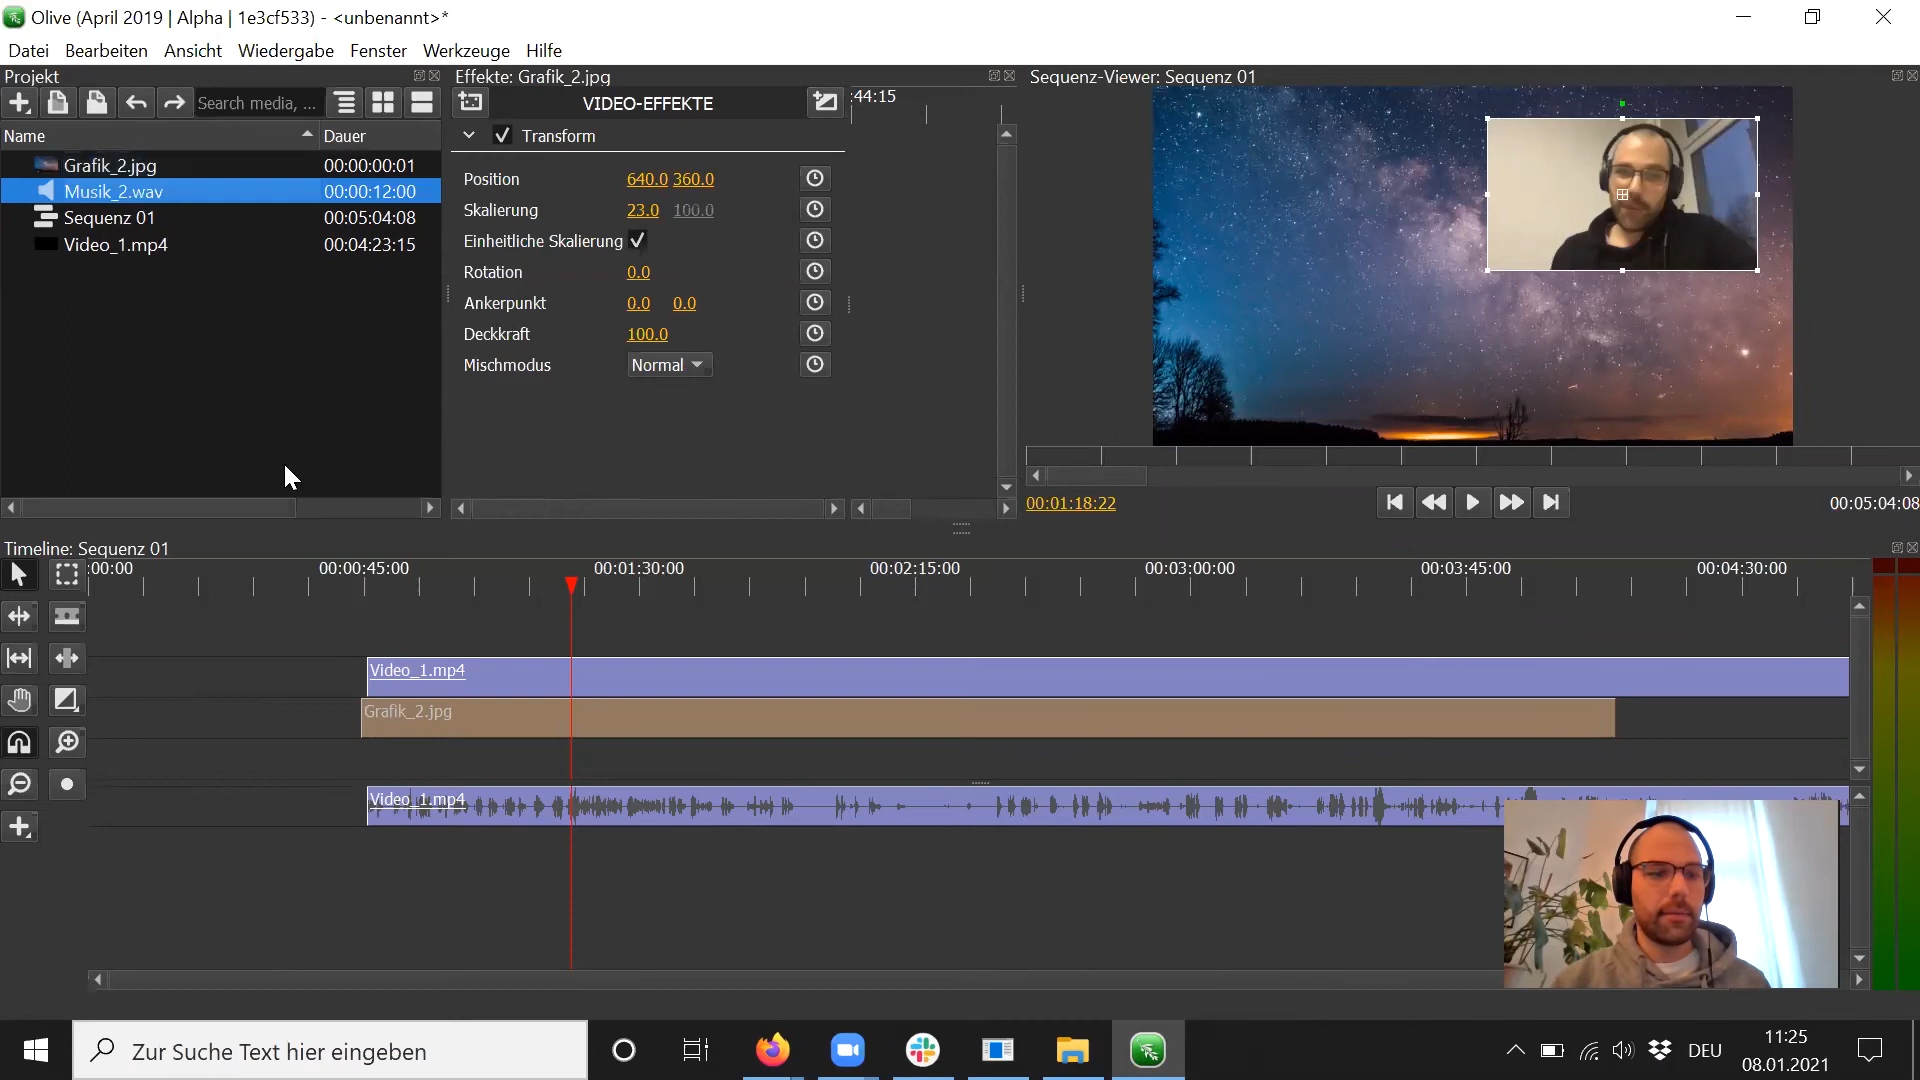 Olive (April 2019 | Alpha | 1e3cf533) - <unbenannt>*
Datei Bearbeiten Ansicht Wiedergabe Fenster Werkzeuge Hilfe
Projekt
Search media, ...
Name Dauer
Grafik_2.jpg 00:00:00:01
Musik_2.wav 00:00:12:00
Sequenz 01 00:05:04:08
Video_1.mp4 00:04:23:15
Effekte: Grafik_2.jpg
VIDEO-EFFEKTE
:44:15
Transform
Position 640.0 360.0
Skalierung 23.0 100.0
Einheitliche Skalierung
Rotation 0.0
Ankerpunkt 0.0 0.0
Deckkraft 100.0
Mischmodus Normal
Sequenz-Viewer: Sequenz 01
00:01:18:22
00:05:04:08
Timeline: Sequenz 01
:00:00 00:00:45:00 00:01:30:00 00:02:15:00 00:03:00:00 00:03:45:00 00:04:30:00
Video_1.mp4
Grafik_2.jpg
Video_1.mp4
Zur Suche Text hier eingeben
DEU
11:25
08.01.2021